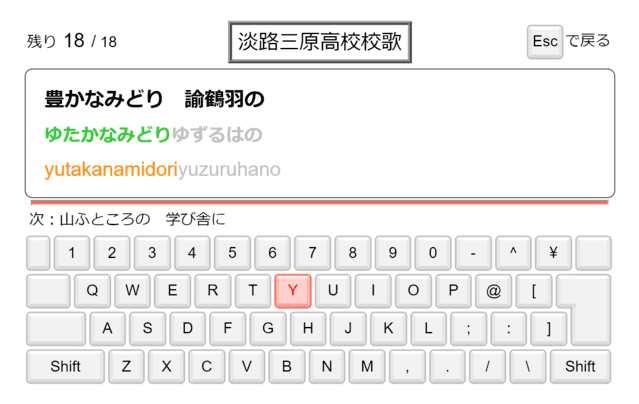 残り 18 / 18
淡路三原高校校歌
Esc で戻る
豊かなみどり　諭鶴羽の
ゆたかなみどりゆずるはの
yutakanamidoriyuzuruhano
次：山ふところの　学び舎に
1 2 3 4 5 6 7 8 9 0 - ^ ¥
Q W E R T Y U I O P @ [
A S D F G H J K L ; : ]
Shift Z X C V B N M , . / \ Shift